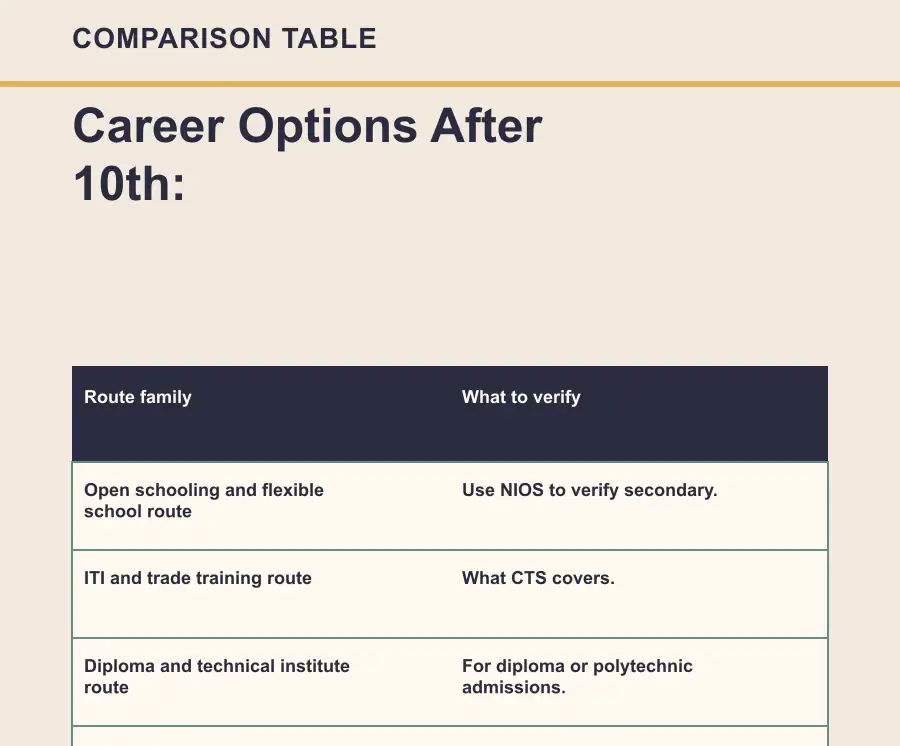 COMPARISON TABLE
Career Options After
10th:
Route family
What to verify
Open schooling and flexible
school route
Use NIOS to verify secondary.
ITI and trade training route
What CTS covers.
Diploma and technical institute
route
For diploma or polytechnic
admissions.